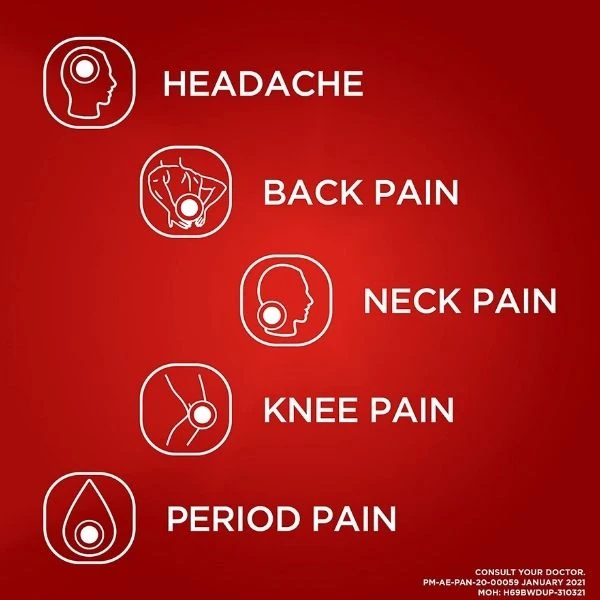 HEADACHE
BACK PAIN
NECK PAIN
KNEE PAIN
PERIOD PAIN
CONSULT YOUR DOCTOR.
PM-AE-PAN-20-00059 JANUARY 2021
MOH: H69BWDUP-310321